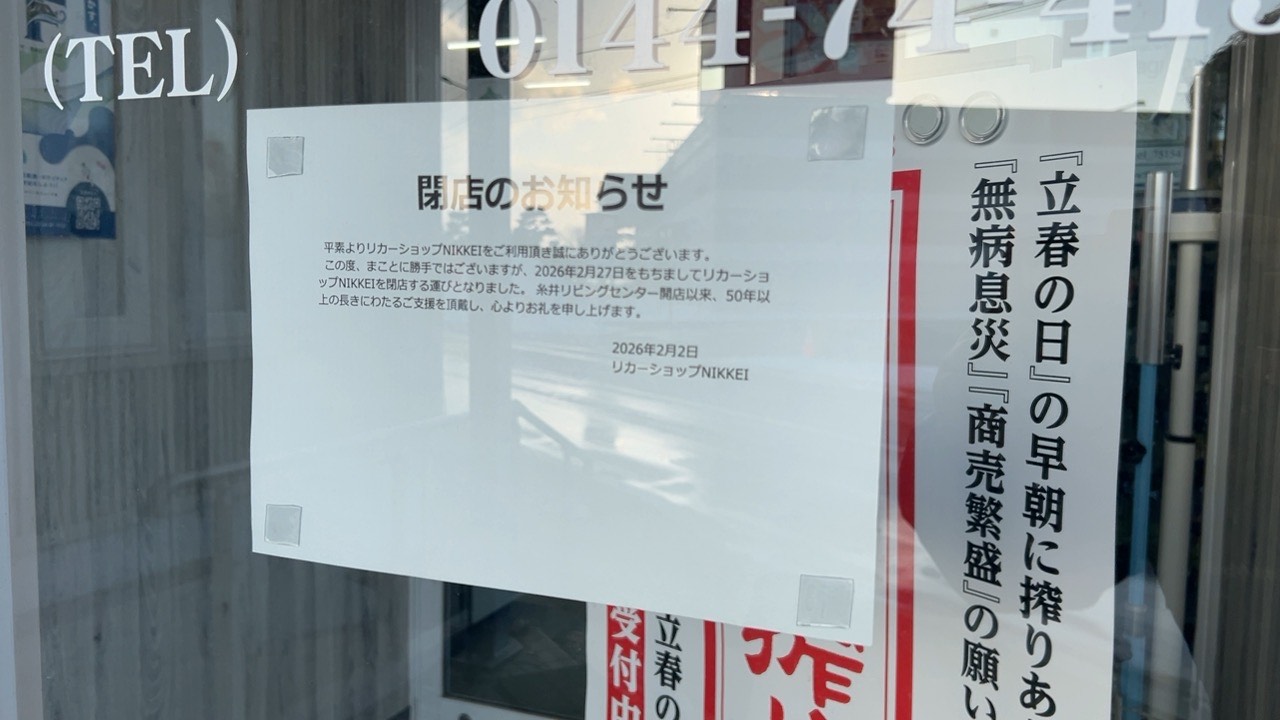 (TEL) 0144-74-41
閉店のお知らせ
平素よりリカーショップNIKKEIをご利用頂き誠にありがとうございます。
この度、まことに勝手ではございますが、2026年2月27日をもちましてリカーショ
ップNIKKEIを閉店する運びとなりました。糸井リビングセンター開店以来、50年以
上の長きにわたるご支援を頂戴し、心よりお礼を申し上げます。
2026年2月2日
リカーショップNIKKEI
『立春の日』の早朝に搾りあ
『無病息災』『商売繁盛』の願い
搾
立春の
受付中